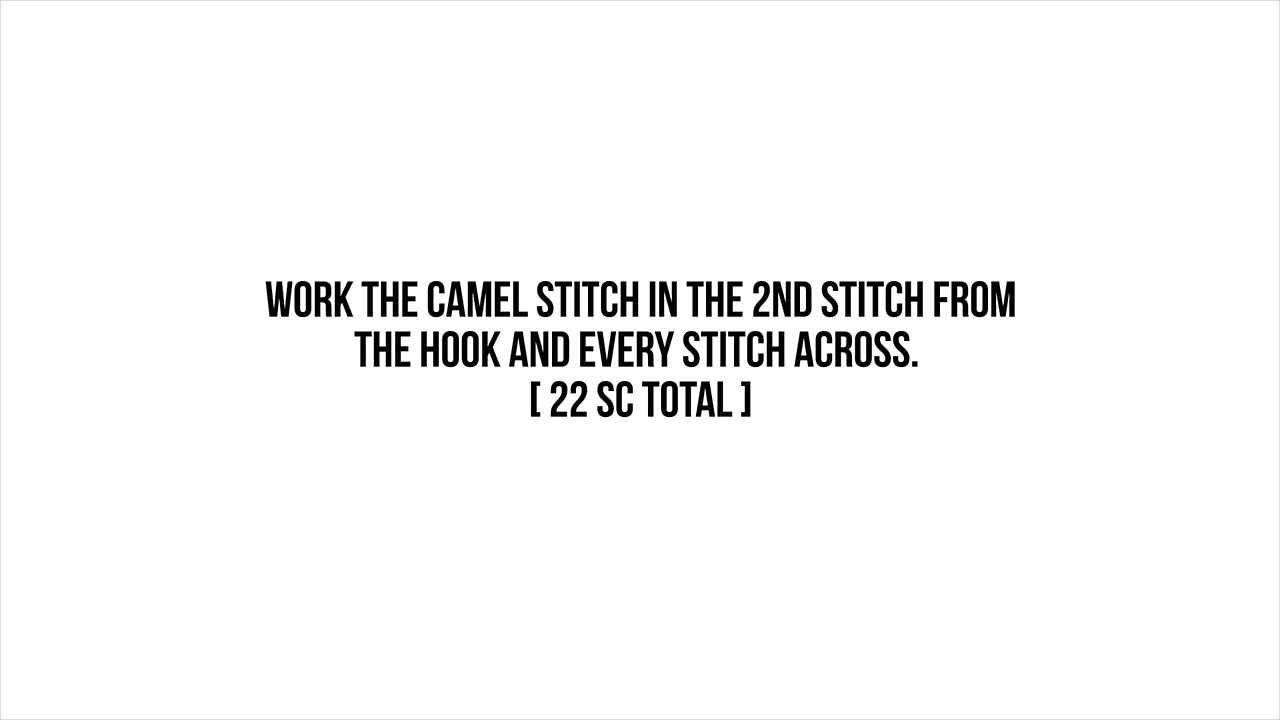 WORK THE CAMEL STITCH IN THE 2ND STITCH FROM
THE HOOK AND EVERY STITCH ACROSS.
[ 22 SC TOTAL ]